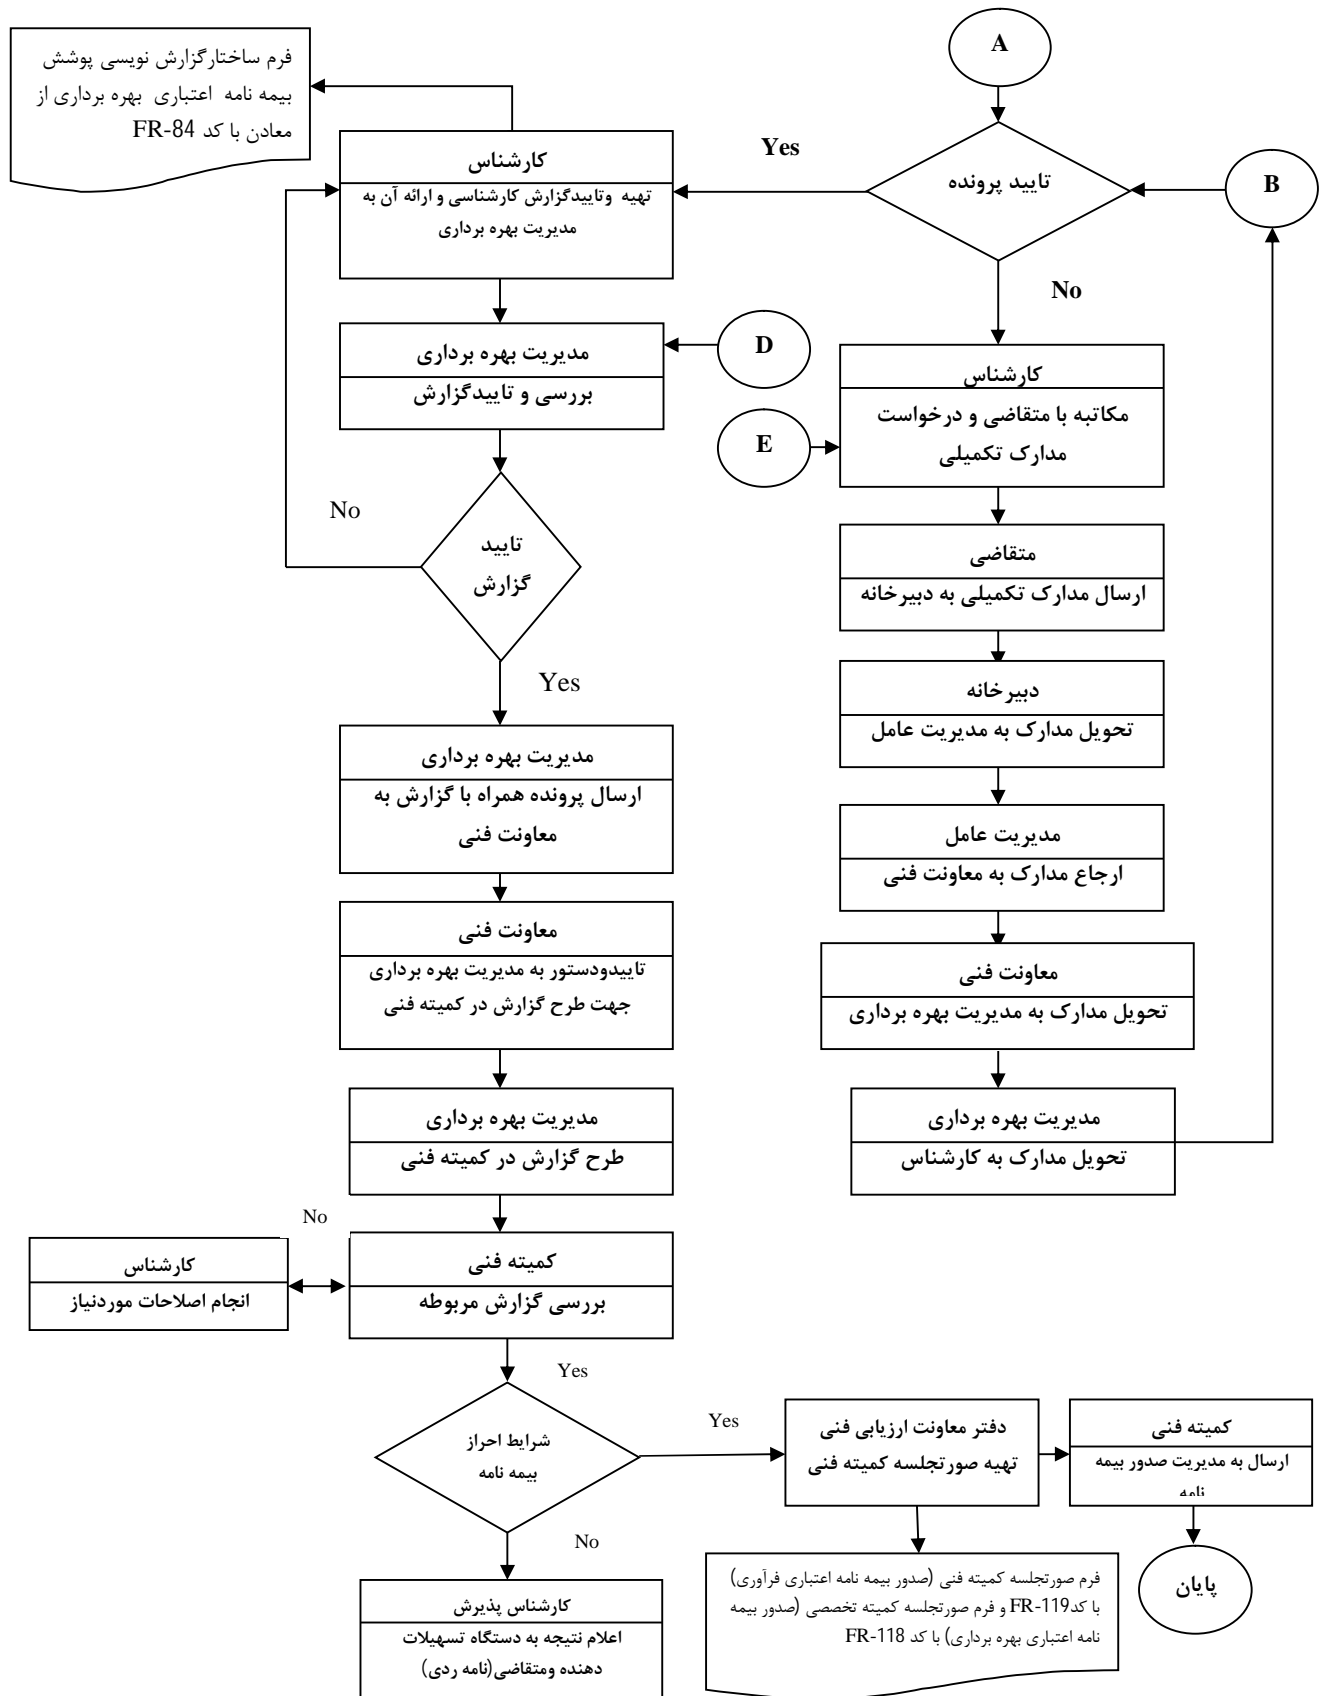 A
فرم ساختارگزارش نویسی پوشش
بیمه نامه اعتباری بهره برداری از
معادن با کد FR-84
Yes
تایید پرونده
B
کارشناس
تهیه وتاییدگزارش کارشناسی و ارائه آن به
مدیریت بهره برداری
No
D
مدیریت بهره برداری
بررسی و تاییدگزارش
کارشناس
مکاتبه با متقاضی و درخواست
مدارک تکمیلی
E
No
تایید
گزارش
متقاضی
ارسال مدارک تکمیلی به دبیرخانه
Yes
دبیرخانه
تحویل مدارک به مدیریت عامل
مدیریت بهره برداری
ارسال پرونده همراه با گزارش به
معاونت فنی
مدیریت عامل
ارجاع مدارک به معاونت فنی
معاونت فنی
تاییدودستور به مدیریت بهره برداری
جهت طرح گزارش در کمیته فنی
معاونت فنی
تحویل مدارک به مدیریت بهره برداری
مدیریت بهره برداری
طرح گزارش در کمیته فنی
مدیریت بهره برداری
تحویل مدارک به کارشناس
No
کارشناس
انجام اصلاحات موردنیاز
کمیته فنی
بررسی گزارش مربوطه
Yes
شرایط احراز
بیمه نامه
Yes
دفتر معاونت ارزیابی فنی
تهیه صورتجلسه کمیته فنی
کمیته فنی
ارسال به مدیریت صدور بیمه
نامه
No
فرم صورتجلسه کمیته فنی (صدور بیمه نامه اعتباری فرآوری)
با کدFR-119 و فرم صورتجلسه کمیته تخصصی (صدور بیمه
نامه اعتباری بهره برداری) با کد FR-118
پایان
کارشناس پذیرش
اعلام نتیجه به دستگاه تسهیلات
دهنده ومتقاضی(نامه ردی)